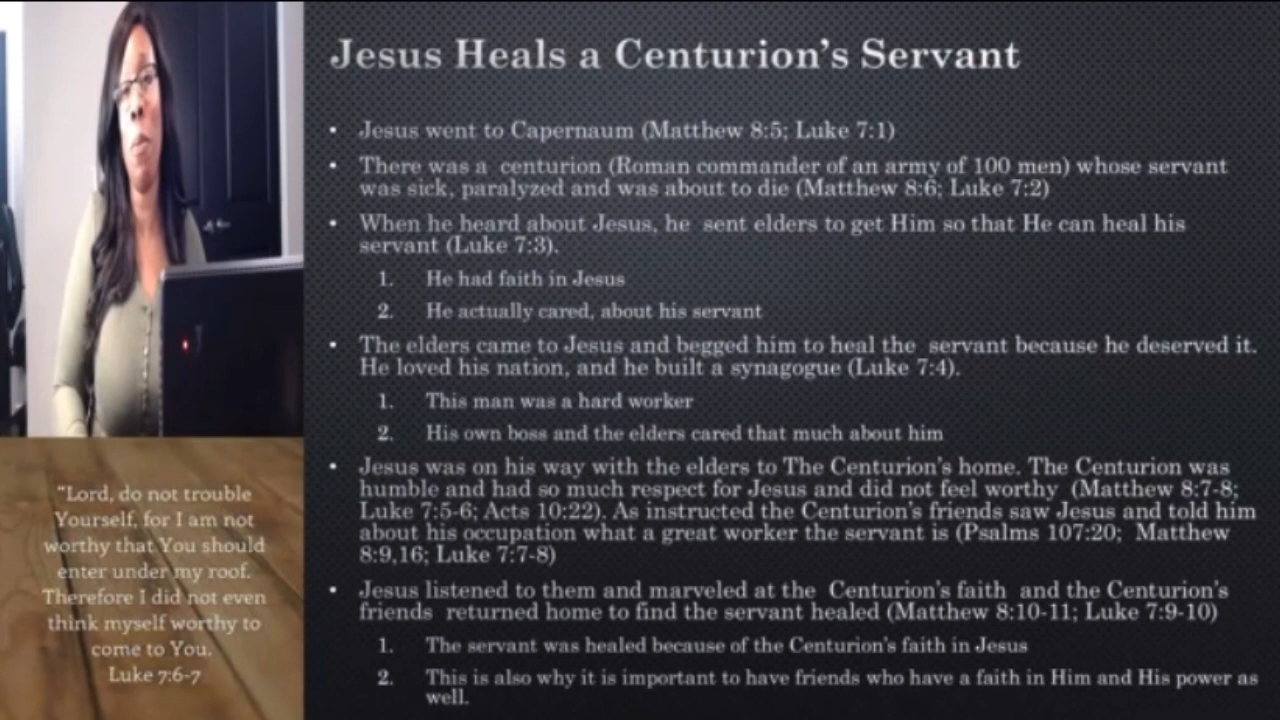 Jesus Heals a Centurion's Servant
• Jesus went to Capernaum (Matthew 8:5; Luke 7:1)
• There was a centurion (Roman commander of an army of 100 men) whose servant
was sick, paralyzed and was about to die (Matthew 8:6; Luke 7:2)
• When he heard about Jesus, he sent elders to get Him so that He can heal his
servant (Luke 7:3).
1. He had faith in Jesus
2. He actually cared, about his servant
• The elders came to Jesus and begged him to heal the servant because he deserved it.
He loved his nation, and he built a synagogue (Luke 7:4).
1. This man was a hard worker
2. His own boss and the elders cared that much about him
• Jesus was on his way with the elders to The Centurion's home. The Centurion was
humble and had so much respect for Jesus and did not feel worthy (Matthew 8:7-8;
Luke 7:5-6; Acts 10:22). As instructed the Centurion's friends saw Jesus and told him
about his occupation what a great worker the servant is (Psalms 107:20; Matthew
8:9,16; Luke 7:7-8)
• Jesus listened to them and marveled at the Centurion's faith and the Centurion's
friends returned home to find the servant healed (Matthew 8:10-11; Luke 7:9-10)
1. The servant was healed because of the Centurion's faith in Jesus
2. This is also why it is important to have friends who have a faith in Him and His power as
well.
"Lord, do not trouble
Yourself, for I am not
worthy that You should
enter under my roof.
Therefore I did not even
think myself worthy to
come to You.
Luke 7:6-7